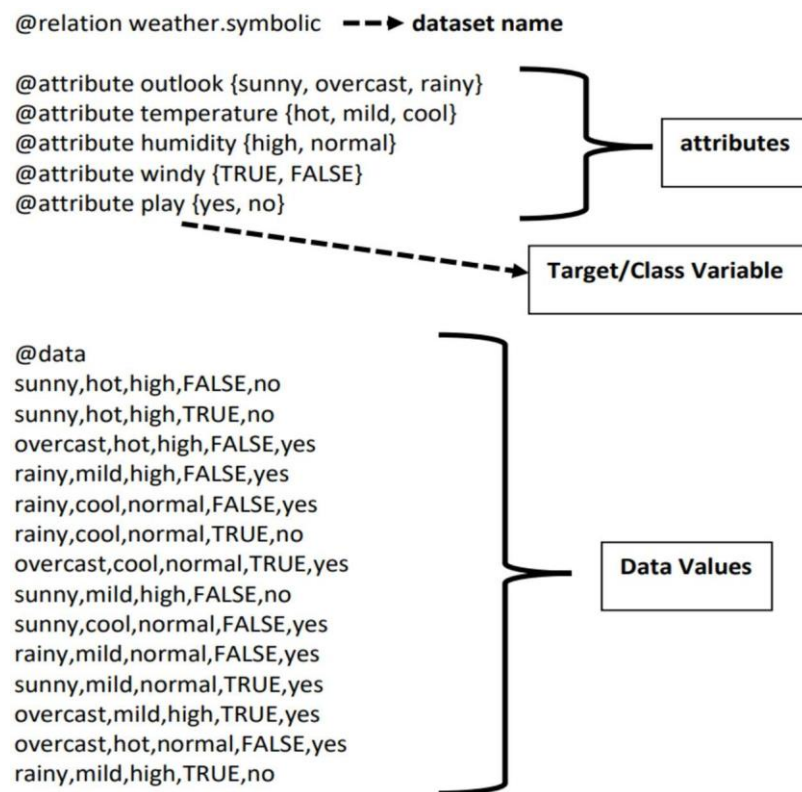 @relation weather.symbolic dataset name
@attribute outlook {sunny, overcast, rainy}
@attribute temperature {hot, mild, cool}
@attribute humidity {high, normal}
@attribute windy {TRUE, FALSE}
@attribute play {yes, no}
attributes
Target/Class Variable
@data
sunny,hot,high,FALSE,no
sunny,hot,high,TRUE,no
overcast,hot,high,FALSE,yes
rainy,mild,high,FALSE,yes
rainy,cool,normal,FALSE,yes
rainy,cool,normal,TRUE,no
overcast,cool,normal,TRUE,yes
sunny,mild,high,FALSE,no
sunny,cool,normal,FALSE,yes
rainy,mild,normal,FALSE,yes
sunny,mild,normal,TRUE,yes
overcast,mild,high,TRUE,yes
overcast,hot,normal,FALSE,yes
rainy,mild,high,TRUE,no
Data Values